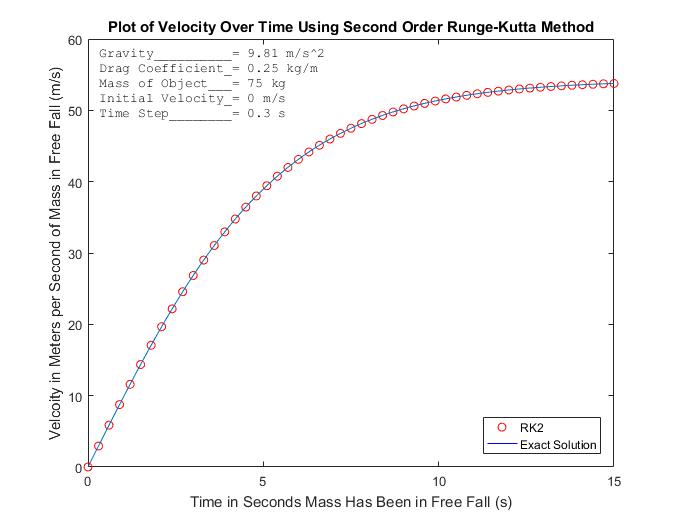 Plot of Velocity Over Time Using Second Order Runge-Kutta Method
60
50
40
30
20
10
0
Velcoity in Meters per Second of Mass in Free Fall (m/s)
Gravity__________= 9.81 m/s^2
Drag Coefficient_= 0.25 kg/m
Mass of Object___= 75 kg
Initial Velocity_= 0 m/s
Time Step________= 0.3 s
RK2
Exact Solution
0 5 10 15
Time in Seconds Mass Has Been in Free Fall (s)